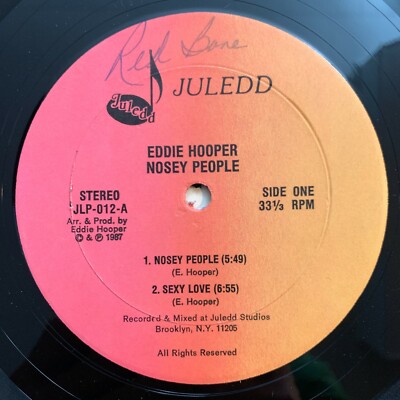 Red Bone
Juledd
JULEDD
EDDIE HOOPER
NOSEY PEOPLE
STEREO
JLP-012-A
Arr. & Prod. by
Eddie Hooper
© & ℗ 1987
SIDE ONE
33⅓ RPM
1. NOSEY PEOPLE (5:49)
(E. Hooper)
2. SEXY LOVE (6:55)
(E. Hooper)
Recorded & Mixed at Juledd Studios
Brooklyn, N.Y. 11205
All Rights Reserved